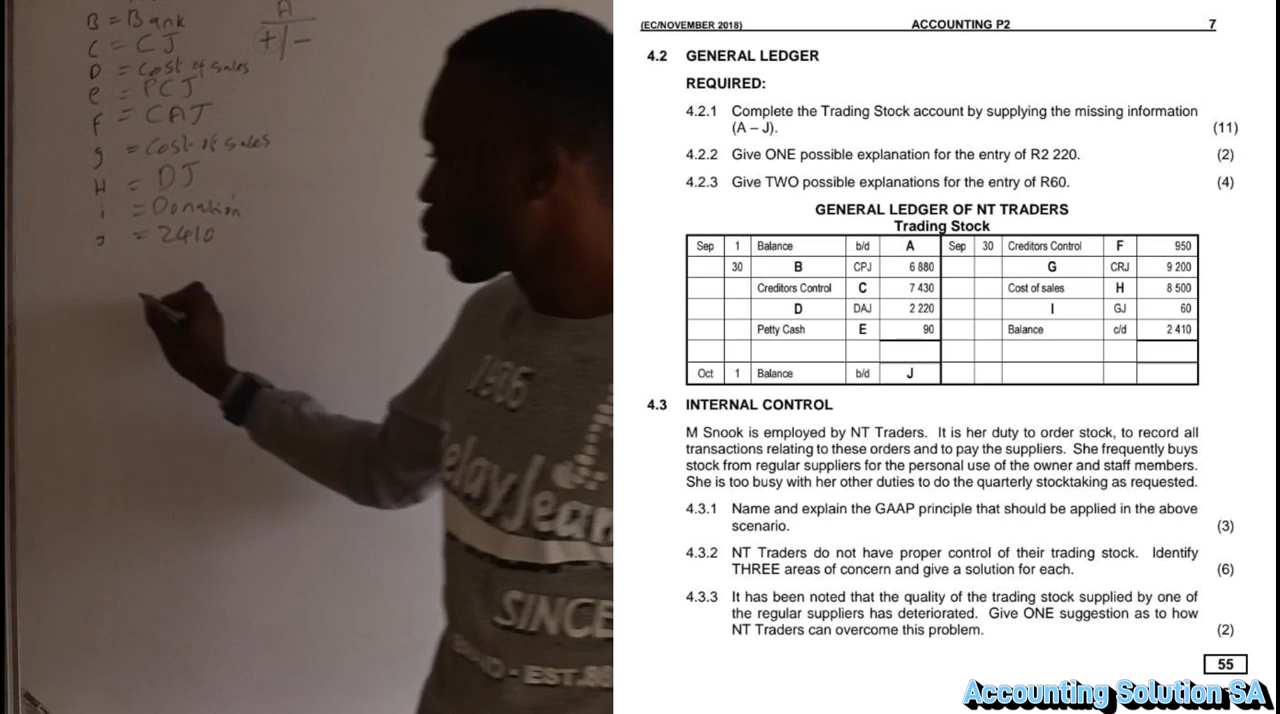 B = Bank
C = CJ
D = Cost of sales
e = PCJ
F = CAJ
g = Cost of sales
H = DJ
i = Donation
J = 2410
A
+/-
1906
SINCE
(EC/NOVEMBER 2018) ACCOUNTING P2 7
4.2 GENERAL LEDGER
REQUIRED:
4.2.1 Complete the Trading Stock account by supplying the missing information
(A – J). (11)
4.2.2 Give ONE possible explanation for the entry of R2 220. (2)
4.2.3 Give TWO possible explanations for the entry of R60. (4)
GENERAL LEDGER OF NT TRADERS
Trading Stock
Sep 1 Balance b/d A Sep 30 Creditors Control F 950
30 B CPJ 6 880 G CRJ 9 200
Creditors Control C 7 430 Cost of sales H 8 500
D DAJ 2 220 I GJ 60
Petty Cash E 90 Balance c/d 2 410
Oct 1 Balance b/d J
4.3 INTERNAL CONTROL
M Snook is employed by NT Traders. It is her duty to order stock, to record all
transactions relating to these orders and to pay the suppliers. She frequently buys
stock from regular suppliers for the personal use of the owner and staff members.
She is too busy with her other duties to do the quarterly stocktaking as requested.
4.3.1 Name and explain the GAAP principle that should be applied in the above
scenario. (3)
4.3.2 NT Traders do not have proper control of their trading stock. Identify
THREE areas of concern and give a solution for each. (6)
4.3.3 It has been noted that the quality of the trading stock supplied by one of
the regular suppliers has deteriorated. Give ONE suggestion as to how
NT Traders can overcome this problem. (2)
55
Accounting Solution SA